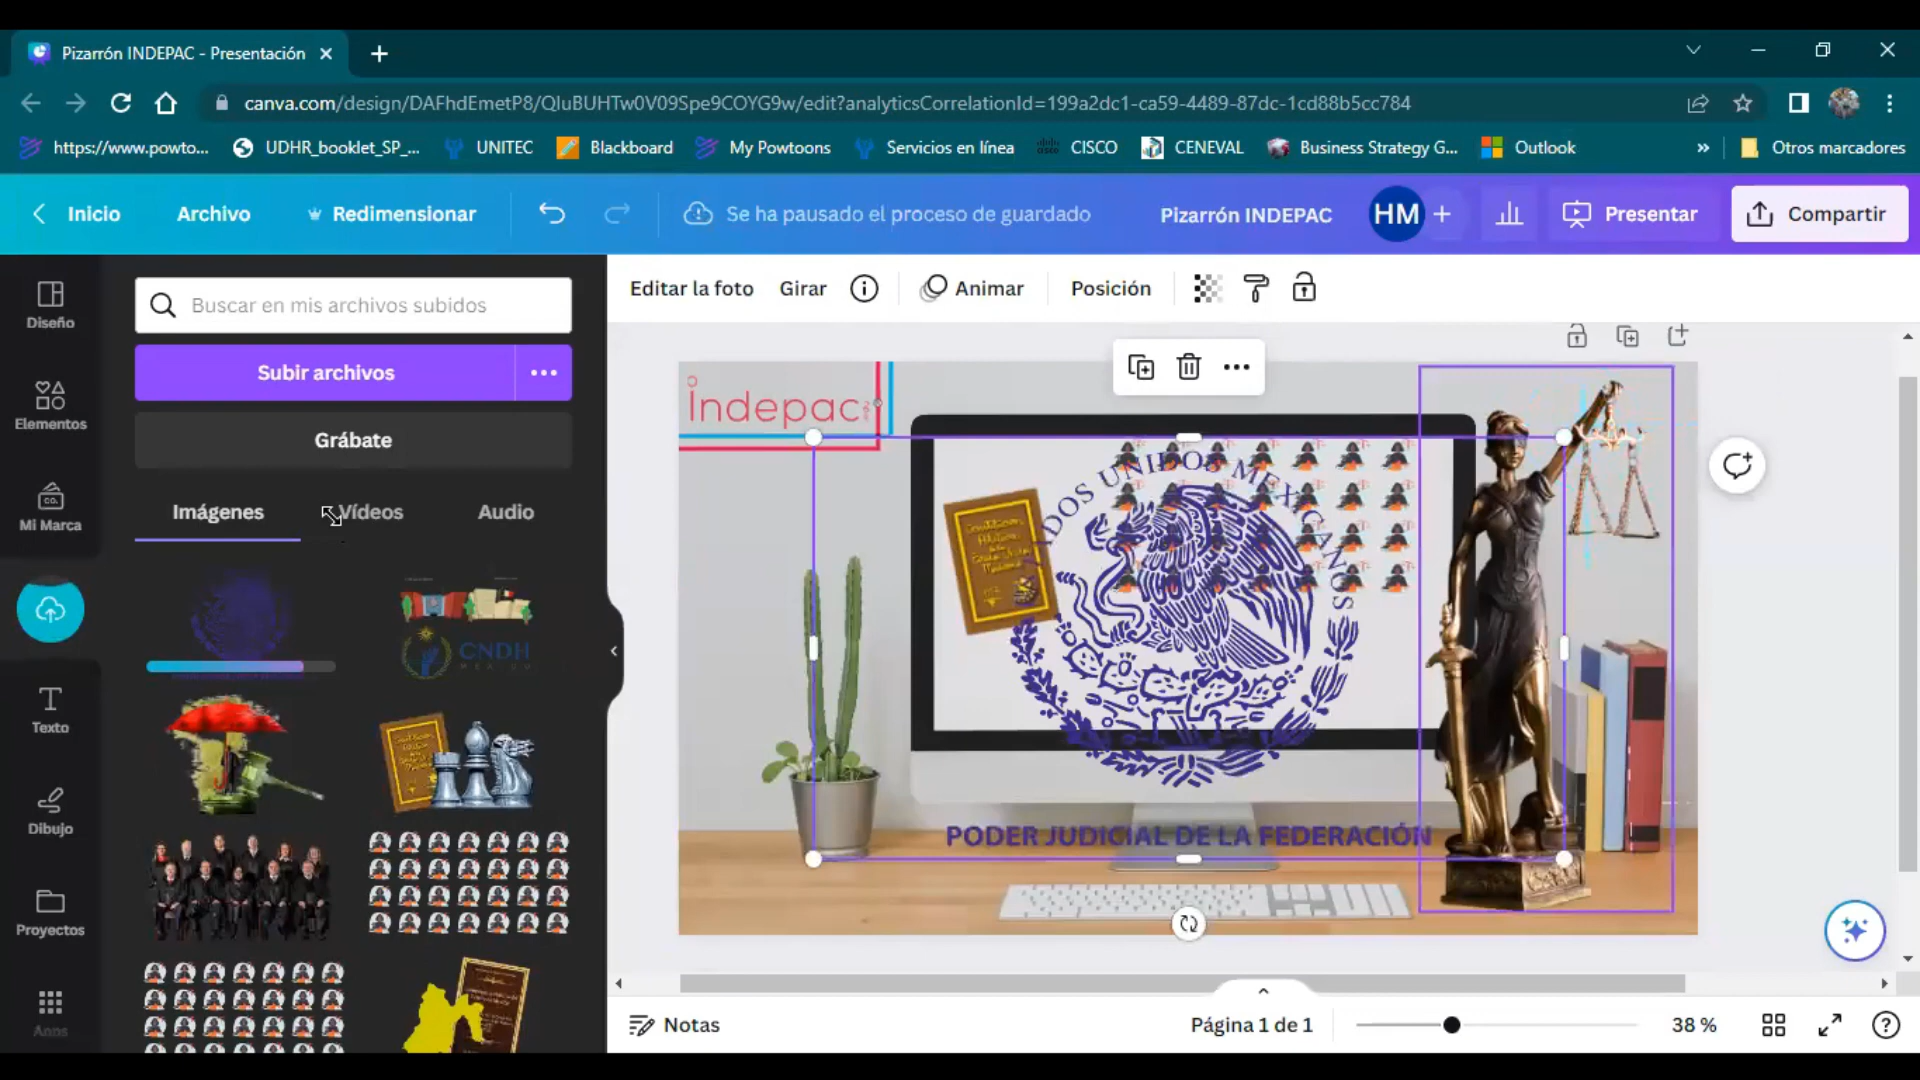 Pizarrón INDEPAC - Presentación
canva.com/design/DAFhdEmetP8/QIuBUHTw0V09Spe9COYG9w/edit?analyticsCorrelationId=199a2dc1-ca59-4489-87dc-1cd88b5cc784
https://www.powto... UDHR_booklet_SP_... UNITEC Blackboard My Powtoons Servicios en línea CISCO CENEVAL Business Strategy G... Outlook » Otros marcadores
Inicio Archivo Redimensionar Se ha pausado el proceso de guardado Pizarrón INDEPAC HM + Presentar Compartir
Diseño
Elementos
Mi Marca
Texto
Dibujo
Proyectos
Buscar en mis archivos subidos
Subir archivos
Grábate
Imágenes Vídeos Audio
CNDH
Editar la foto Girar Animar Posición
indepac
ADOS UNIDOS MEXICANOS
PODER JUDICIAL DE LA FEDERACIÓN
Notas Página 1 de 1 38 %